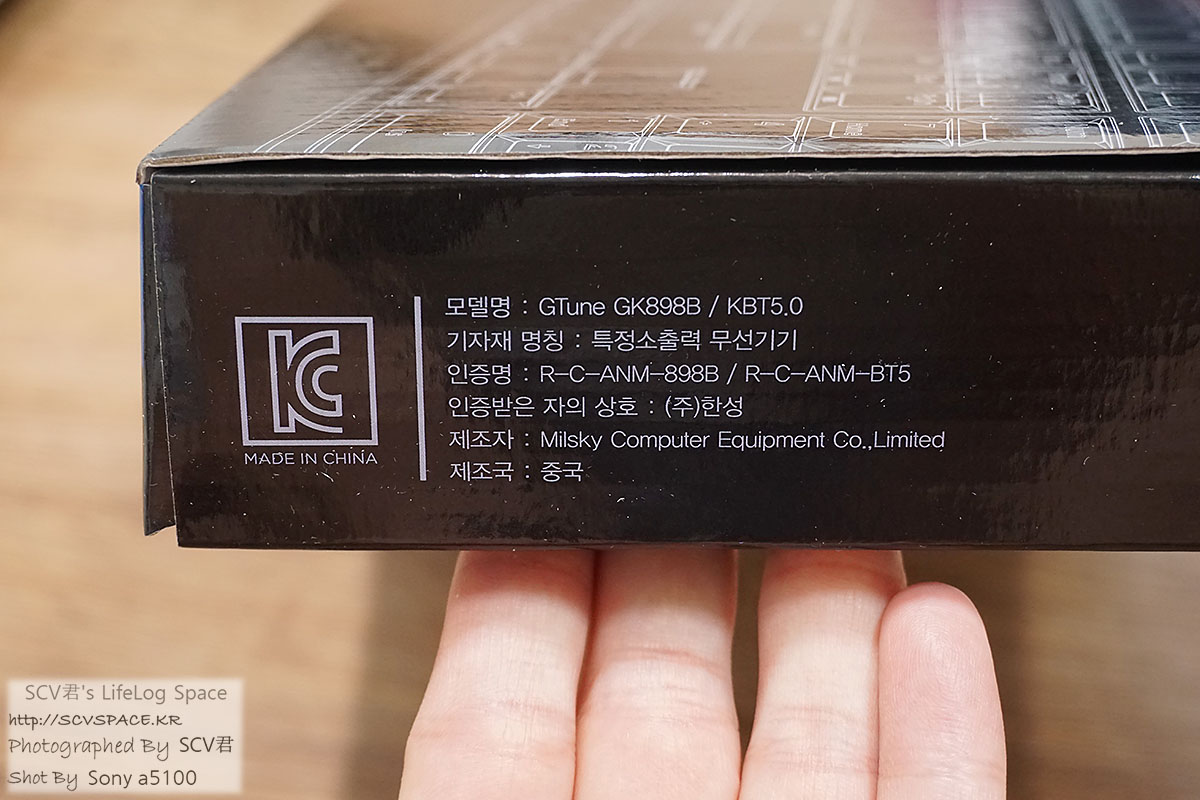 모델명 : GTune GK898B / KBT5.0
기자재 명칭 : 특정소출력 무선기기
인증명 : R-C-ANM-898B / R-C-ANM-BT5
인증받은 자의 상호 : (주)한성
제조자 : Milsky Computer Equipment Co.,Limited
제조국 : 중국
KC
MADE IN CHINA
SCV君's LifeLog Space
http://SCVSPACE.KR
Photographed By SCV君
Shot By Sony a5100